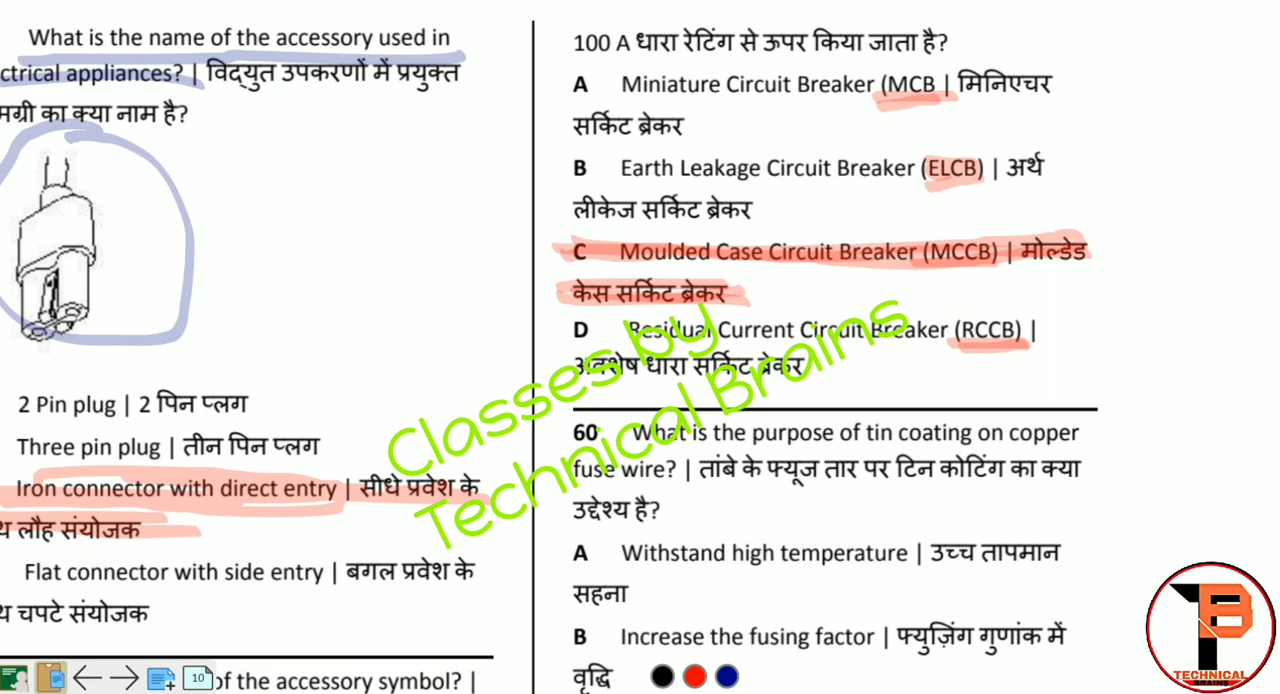 What is the name of the accessory used in
ctrical appliances? | विद्युत उपकरणों में प्रयुक्त
मग्री का क्या नाम है?
2 Pin plug | 2 पिन प्लग
Three pin plug | तीन पिन प्लग
Iron connector with direct entry | सीधे प्रवेश के
थ लौह संयोजक
Flat connector with side entry | बगल प्रवेश के
थ चपटे संयोजक
10 of the accessory symbol? |
100 A धारा रेटिंग से ऊपर किया जाता है?
A Miniature Circuit Breaker (MCB | मिनिएचर
सर्किट ब्रेकर
B Earth Leakage Circuit Breaker (ELCB) | अर्थ
लीकेज सर्किट ब्रेकर
C Moulded Case Circuit Breaker (MCCB) | मोल्डेड
केस सर्किट ब्रेकर
D Residual Current Circuit Breaker (RCCB) |
अवशेष धारा सर्किट ब्रेकर
60 What is the purpose of tin coating on copper
fuse wire? | तांबे के फ्यूज तार पर टिन कोटिंग का क्या
उद्देश्य है?
A Withstand high temperature | उच्च तापमान
सहना
B Increase the fusing factor | फ्युज़िंग गुणांक में
वृद्धि
Classes by
Technical Brains
TB
TECHNICAL
BRAINS